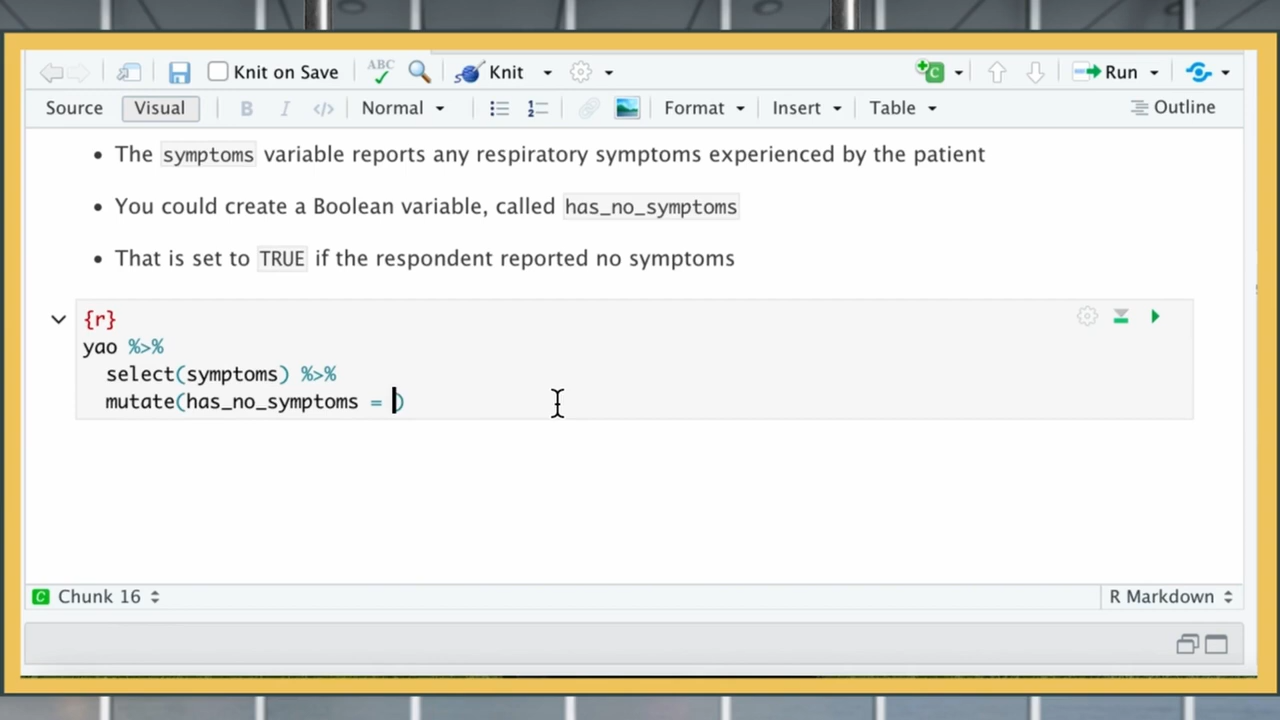 Knit on Save ABC Knit Run
Source Visual B I </> Normal Format Insert Table Outline
• The symptoms variable reports any respiratory symptoms experienced by the patient
• You could create a Boolean variable, called has_no_symptoms
• That is set to TRUE if the respondent reported no symptoms
{r}
yao %>%
select(symptoms) %>%
mutate(has_no_symptoms = )
C Chunk 16 R Markdown